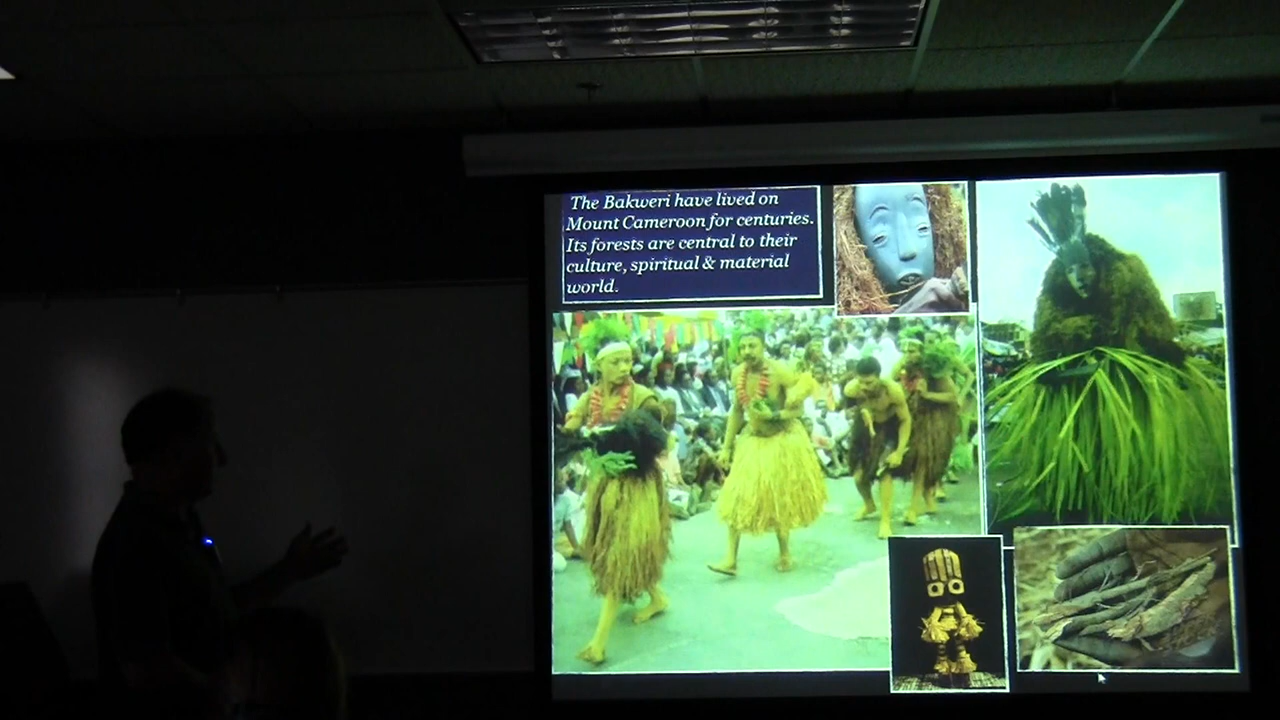 The Bakweri have lived on
Mount Cameroon for centuries.
Its forests are central to their
culture, spiritual & material
world.